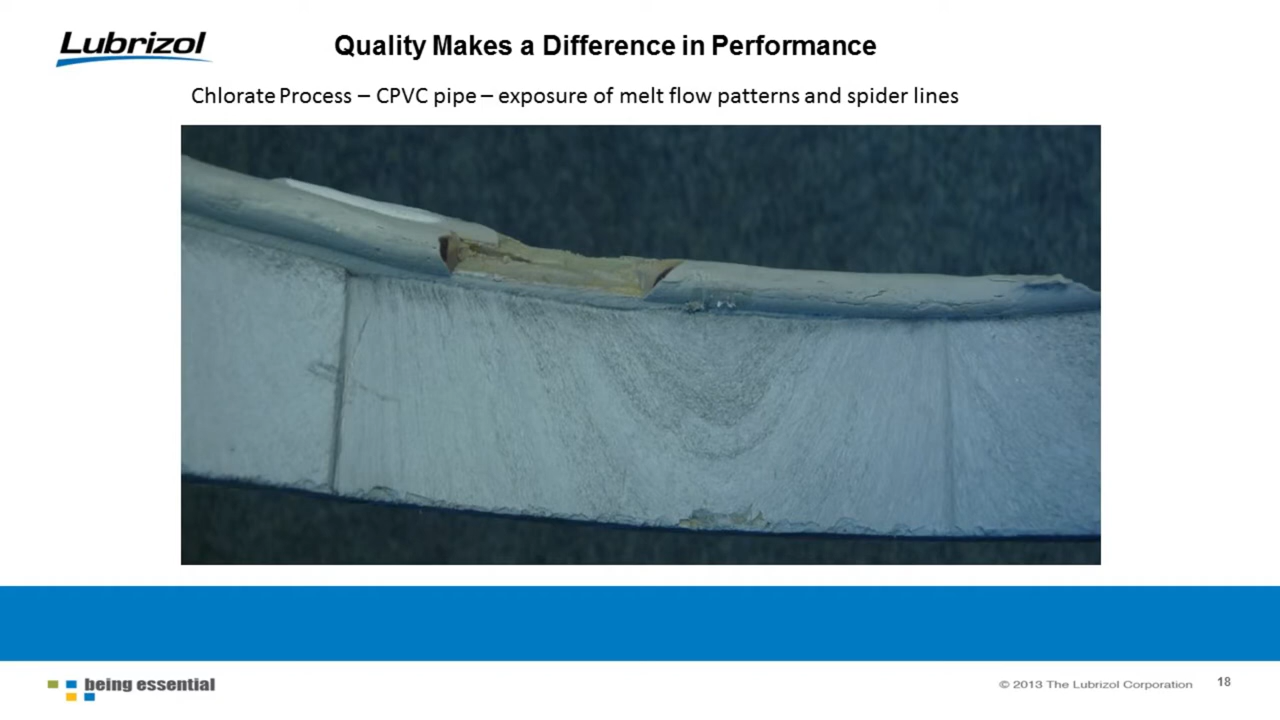 Lubrizol
Quality Makes a Difference in Performance
Chlorate Process – CPVC pipe – exposure of melt flow patterns and spider lines
being essential
© 2013 The Lubrizol Corporation
18